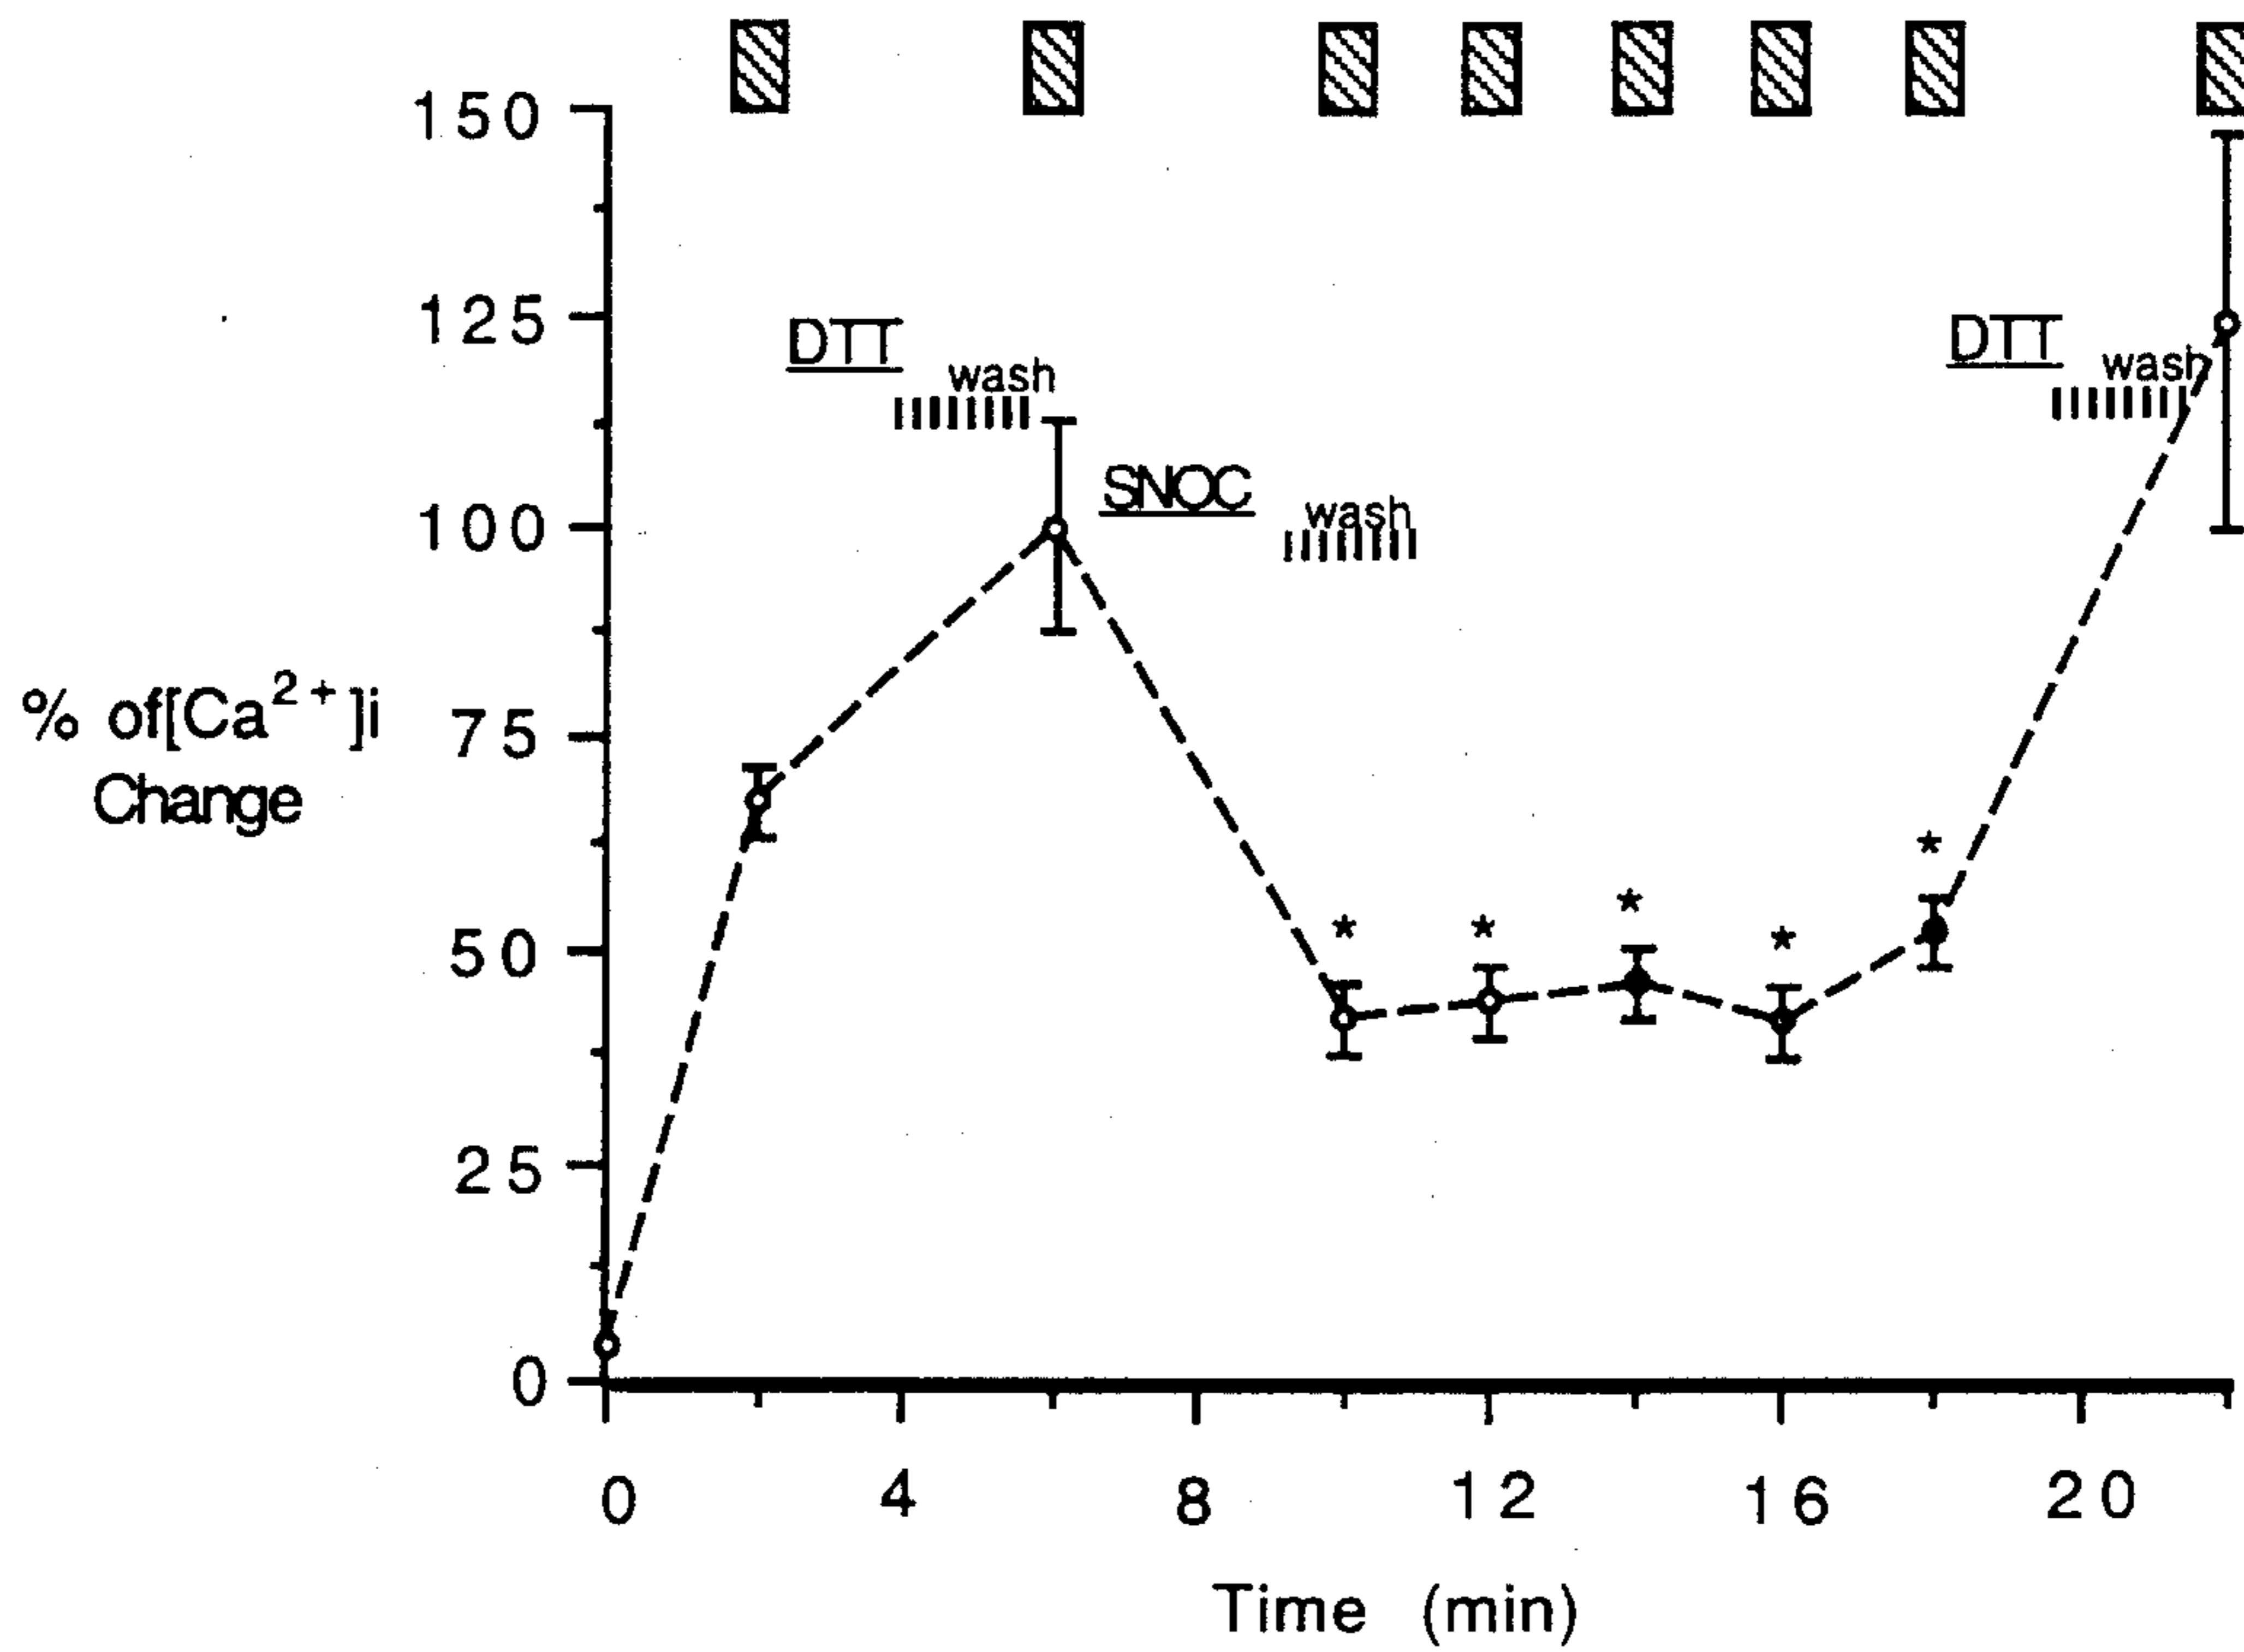 150
125
DTT
DTT
wash
wash
SNOC
100
wash
% of[Ca²⁺]i
Change
75
*
*
*
*
*
50
25
0
0 4 8 12 16 20
Time (min)